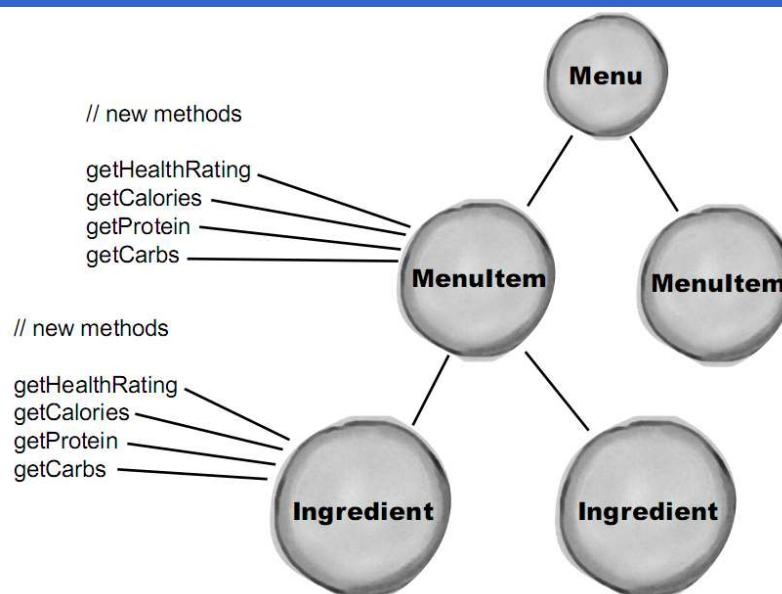 Menu
// new methods
getHealthRating
getCalories
getProtein
getCarbs
MenuItem
MenuItem
// new methods
getHealthRating
getCalories
getProtein
getCarbs
Ingredient
Ingredient